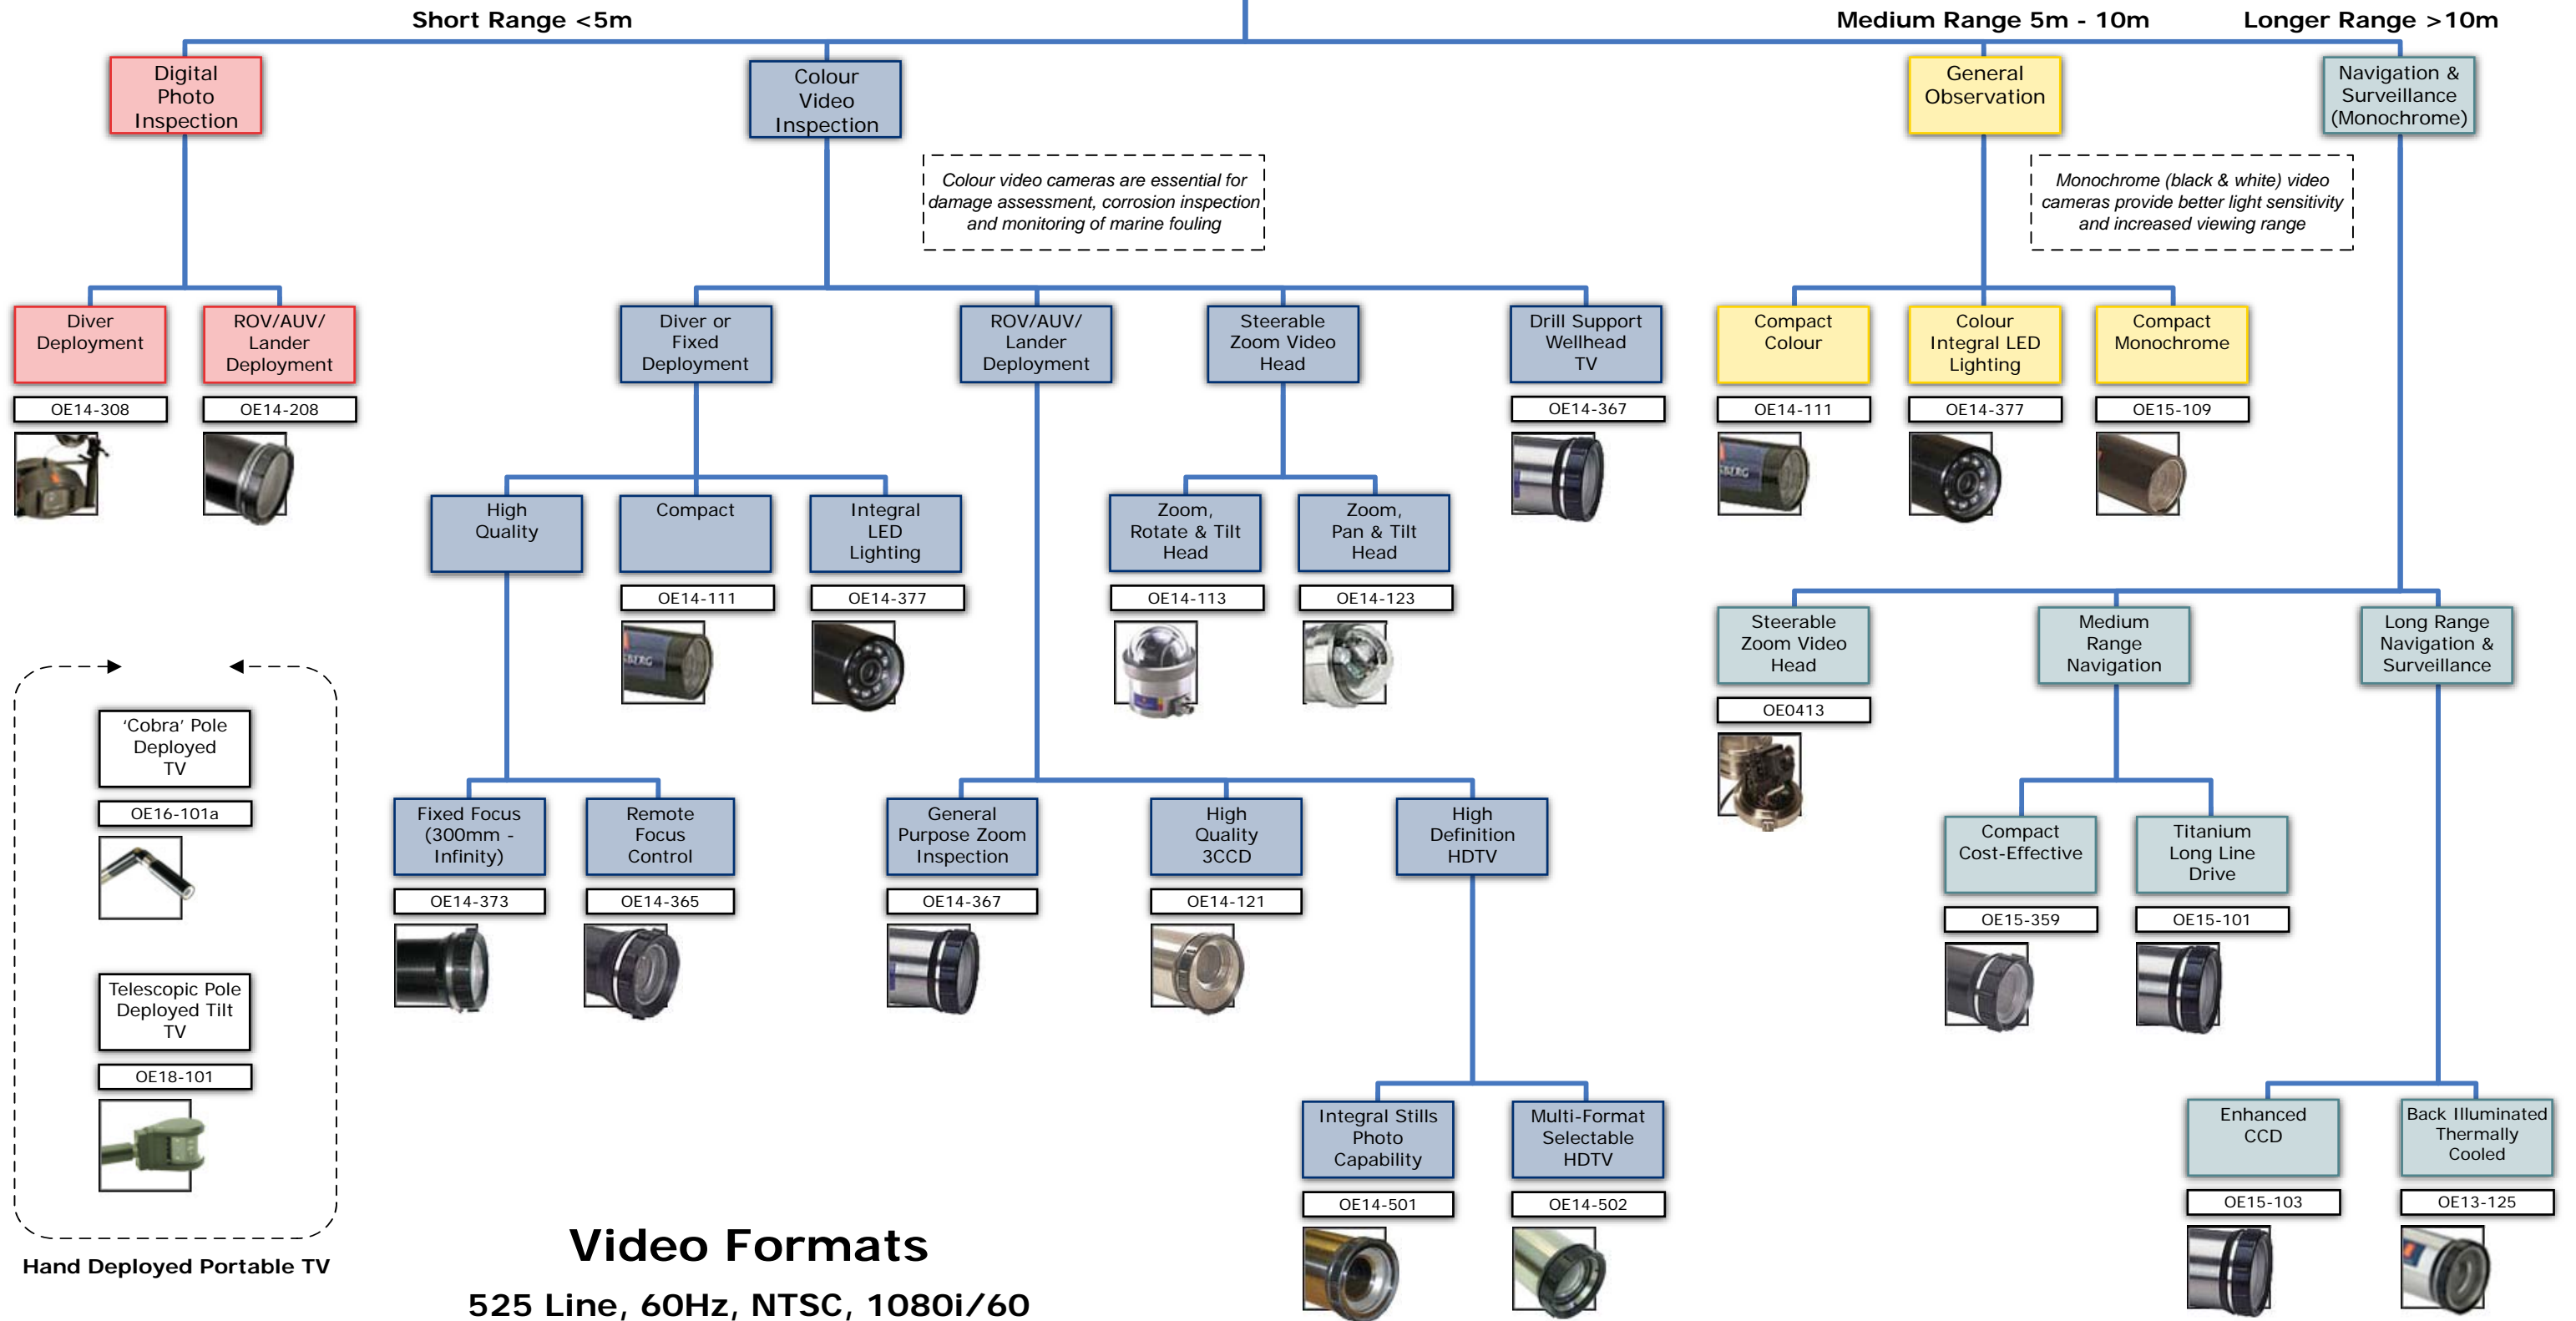 Short Range <5m
Medium Range 5m - 10m
Longer Range >10m
Digital
Photo
Inspection
Colour
Video
Inspection
General
Observation
Navigation &
Surveillance
(Monochrome)
Colour video cameras are essential for
damage assessment, corrosion inspection
and monitoring of marine fouling
Monochrome (black & white) video
cameras provide better light sensitivity
and increased viewing range
Diver
Deployment
OE14-308
ROV/AUV/
Lander
Deployment
OE14-208
Diver or
Fixed
Deployment
ROV/AUV/
Lander
Deployment
Steerable
Zoom Video
Head
Drill Support
Wellhead
TV
OE14-367
Compact
Colour
OE14-111
SBERG
Colour
Integral LED
Lighting
OE14-377
Compact
Monochrome
OE15-109
High
Quality
Compact
OE14-111
SBERG
Integral
LED
Lighting
OE14-377
Zoom,
Rotate & Tilt
Head
OE14-113
Zoom,
Pan & Tilt
Head
OE14-123
Steerable
Zoom Video
Head
OE0413
Medium
Range
Navigation
Long Range
Navigation &
Surveillance
'Cobra' Pole
Deployed
TV
OE16-101a
Telescopic Pole
Deployed Tilt
TV
OE18-101
Hand Deployed Portable TV
Fixed Focus
(300mm -
Infinity)
OE14-373
Remote
Focus
Control
OE14-365
General
Purpose Zoom
Inspection
OE14-367
High
Quality
3CCD
OE14-121
High
Definition
HDTV
Compact
Cost-Effective
OE15-359
Titanium
Long Line
Drive
OE15-101
Integral Stills
Photo
Capability
OE14-501
Multi-Format
Selectable
HDTV
OE14-502
Enhanced
CCD
OE15-103
Back Illuminated
Thermally
Cooled
OE13-125
Video Formats
525 Line, 60Hz, NTSC, 1080i/60